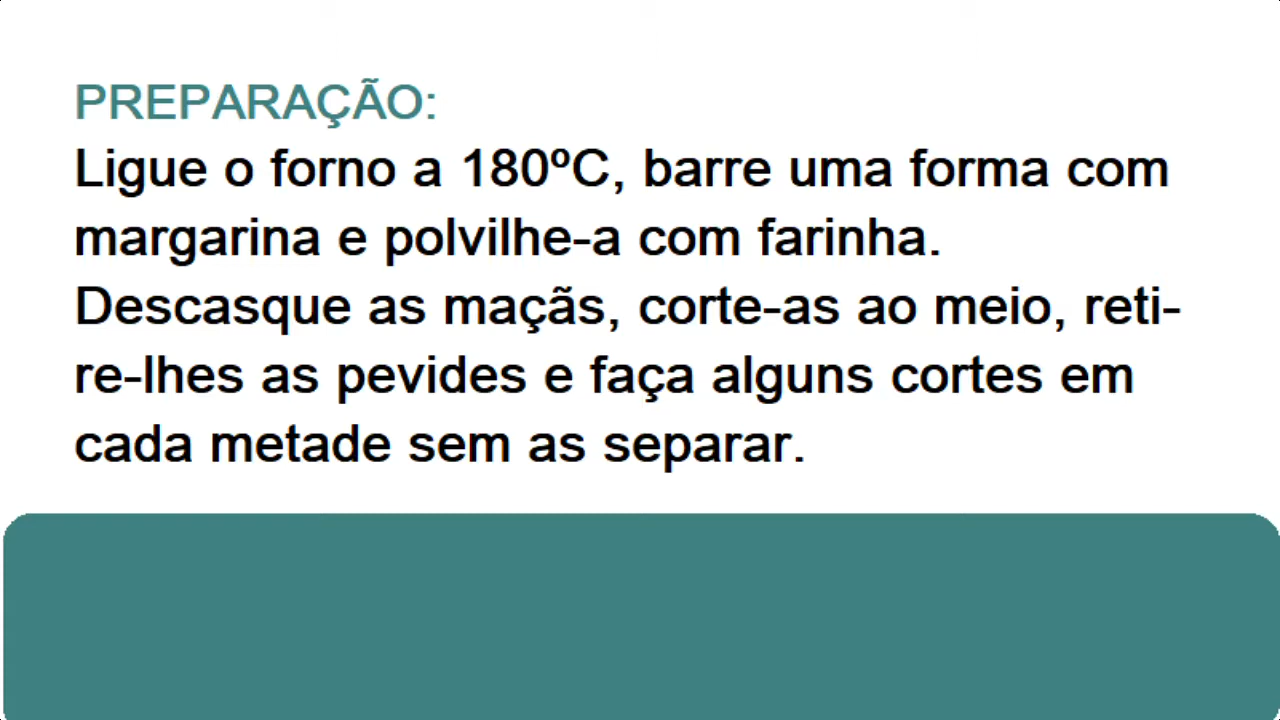 PREPARAÇÃO:
Ligue o forno a 180ºC, barre uma forma com
margarina e polvilhe-a com farinha.
Descasque as maçãs, corte-as ao meio, reti-
re-lhes as pevides e faça alguns cortes em
cada metade sem as separar.